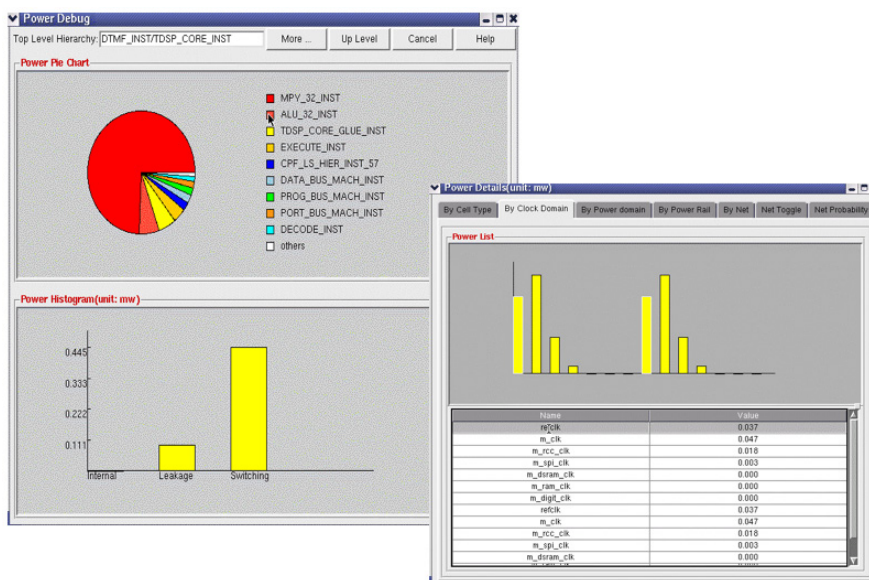 Power Debug
Top Level Hierarchy: DTMF_INST/TDSP_CORE_INST More ... Up Level Cancel Help
Power Pie Chart
MPY_32_INST
ALU_32_INST
TDSP_CORE_GLUE_INST
EXECUTE_INST
CPF_LS_HIER_INST_57
DATA_BUS_MACH_INST
PROG_BUS_MACH_INST
PORT_BUS_MACH_INST
DECODE_INST
others
Power Histogram(unit: mw)
0.445
0.333
0.222
0.111
Internal Leakage Switching
Power Details(unit: mw)
By Cell Type By Clock Domain By Power domain By Power Rail By Net Net Toggle Net Probability
Power List
Name Value
refclk 0.037
m_clk 0.047
m_rcc_clk 0.018
m_spi_clk 0.003
m_dsram_clk 0.000
m_ram_clk 0.000
m_digit_clk 0.000
refclk 0.037
m_clk 0.047
m_rcc_clk 0.018
m_spi_clk 0.003
m_dsram_clk 0.000